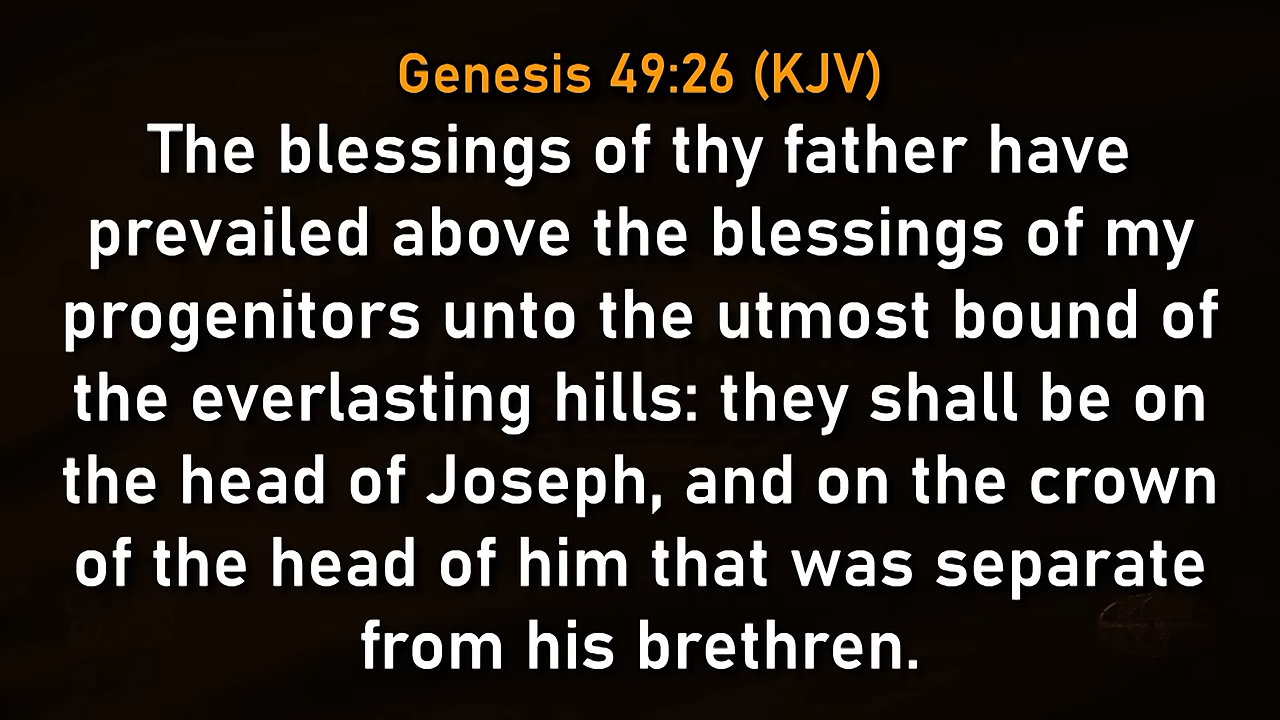 Genesis 49:26 (KJV)
The blessings of thy father have
prevailed above the blessings of my
progenitors unto the utmost bound of
the everlasting hills: they shall be on
the head of Joseph, and on the crown
of the head of him that was separate
from his brethren.